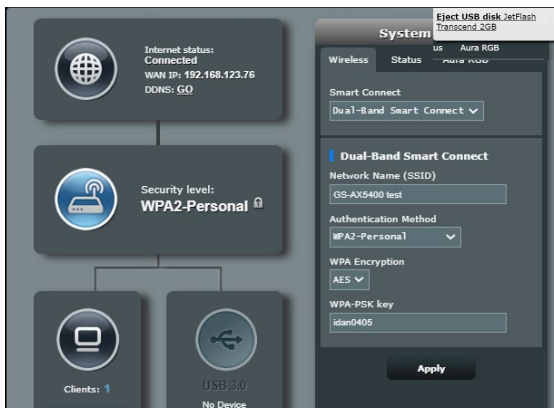 Internet status:
Connected
WAN IP: 192.168.123.76
DDNS: GO
Security level:
WPA2-Personal
Clients: 1
USB 3.0
No Device
Eject USB disk JetFlash
Transcend 2GB
System
us Aura RGB
Wireless Status Aura RGB
Smart Connect
Dual-Band Smart Connect
Dual-Band Smart Connect
Network Name (SSID)
GS-AX5400 test
Authentication Method
WPA2-Personal
WPA Encryption
AES
WPA-PSK key
idan0405
Apply